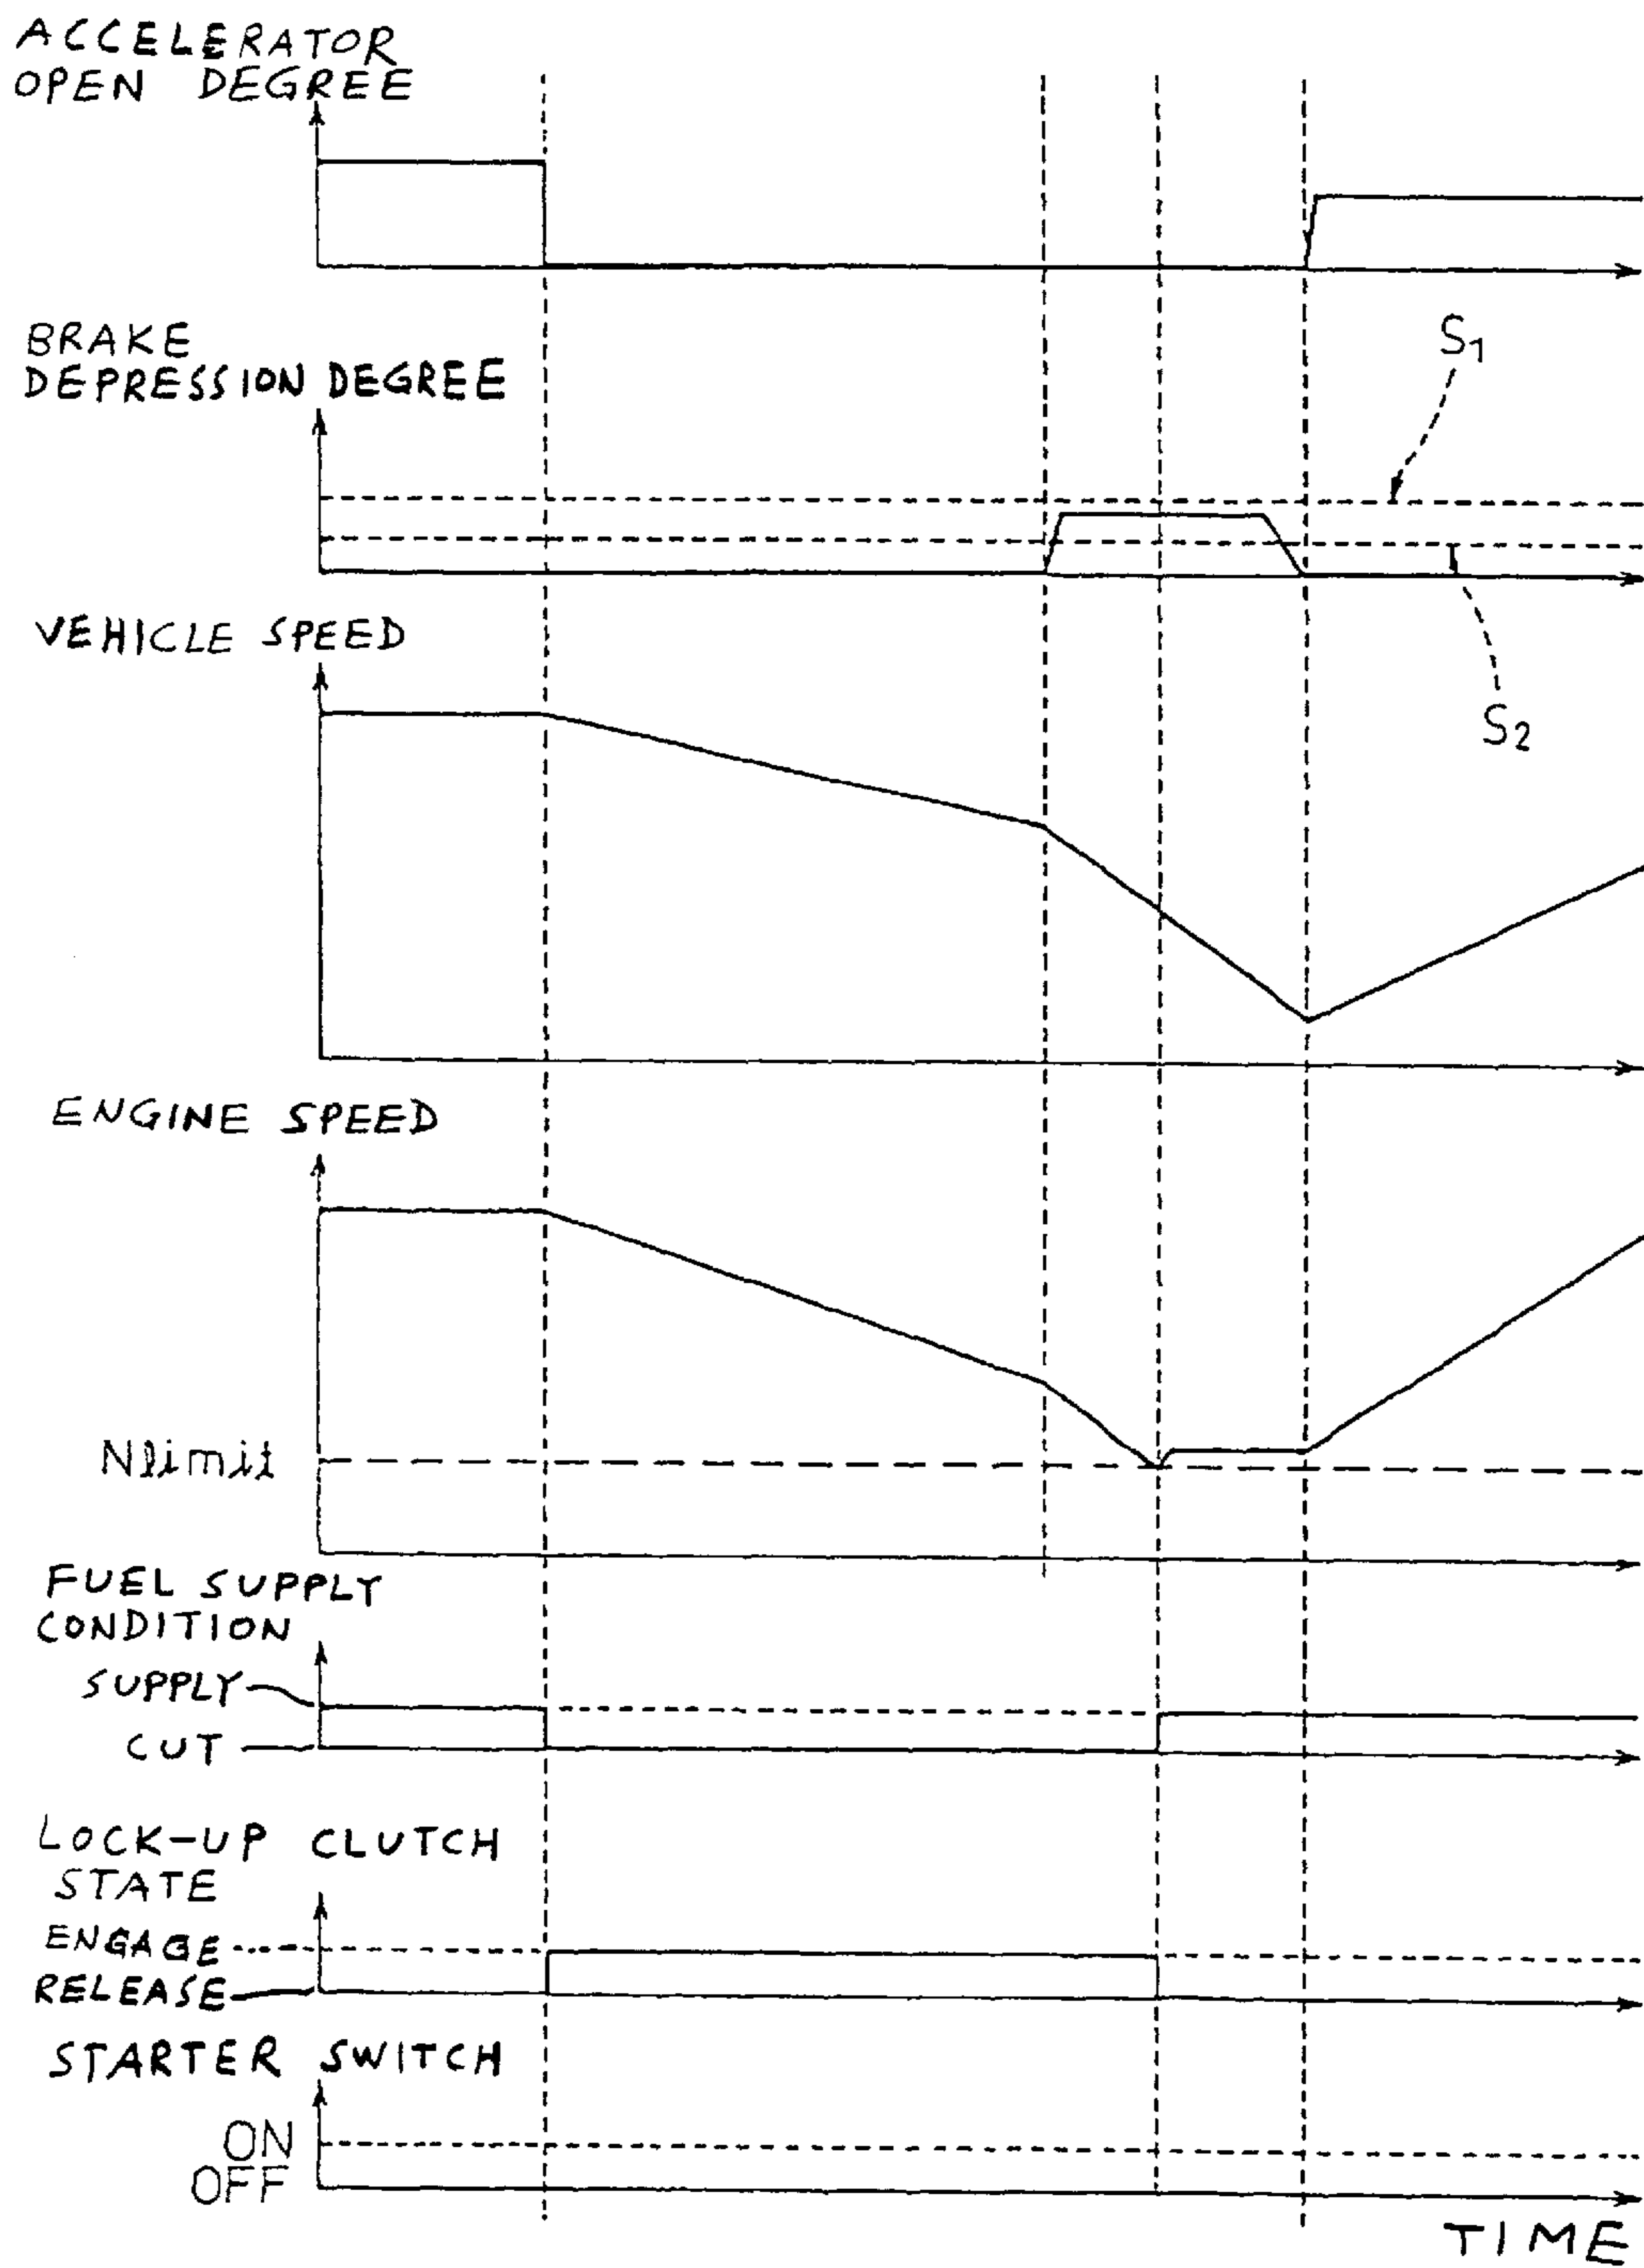 ACCELERATOR
OPEN DEGREE
BRAKE
DEPRESSION DEGREE
S1
S2
VEHICLE SPEED
ENGINE SPEED
Nlimit
FUEL SUPPLY
CONDITION
SUPPLY
CUT
LOCK-UP CLUTCH
STATE
ENGAGE
RELEASE
STARTER SWITCH
ON
OFF
TIME